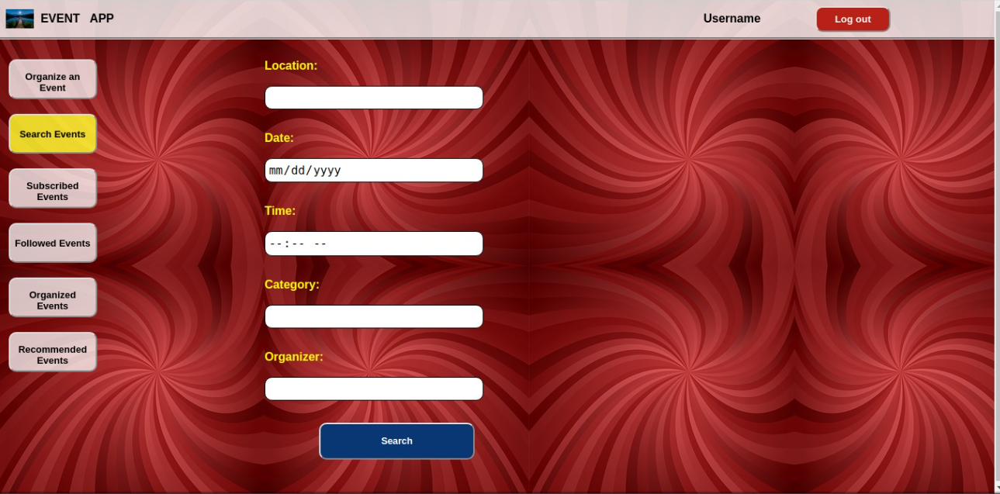 EVENT APP
Username
Log out
Organize an
Event
Search Events
Subscribed
Events
Followed Events
Organized
Events
Recommended
Events
Location:
Date:
mm/dd/yyyy
Time:
--:-- --
Category:
Organizer:
Search